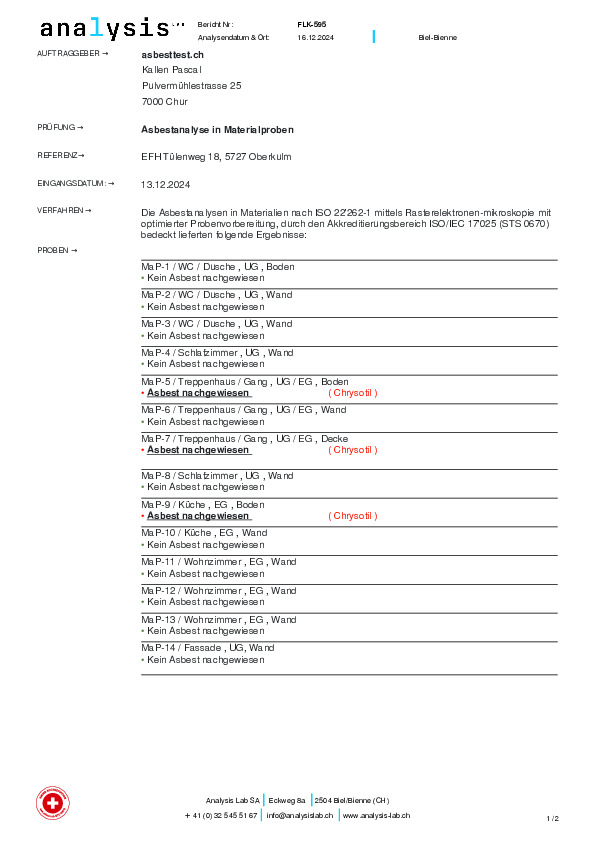 analysis
Bericht Nr: FLK-595
Analysendatum & Ort: 16.12.2024 Biel-Bienne
AUFTRAGGEBER → asbesttest.ch
Kallen Pascal
Pulvermühlestrasse 25
7000 Chur
PRÜFUNG → Asbestanalyse in Materialproben
REFERENZ → EFH Tülenweg 18, 5727 Oberkulm
EINGANGSDATUM: → 13.12.2024
VERFAHREN → Die Asbestanalysen in Materialien nach ISO 22'262-1 mittels Rasterelektronen-mikroskopie mit
optimierter Probenvorbereitung, durch den Akkreditierungsbereich ISO/IEC 17'025 (STS 0670)
bedeckt lieferten folgende Ergebnisse:
PROBEN →
MaP-1 / WC / Dusche , UG , Boden
• Kein Asbest nachgewiesen
MaP-2 / WC / Dusche , UG , Wand
• Kein Asbest nachgewiesen
MaP-3 / WC / Dusche , UG , Wand
• Kein Asbest nachgewiesen
MaP-4 / Schlafzimmer , UG , Wand
• Kein Asbest nachgewiesen
MaP-5 / Treppenhaus / Gang , UG / EG , Boden
• Asbest nachgewiesen ( Chrysotil )
MaP-6 / Treppenhaus / Gang , UG / EG , Wand
• Kein Asbest nachgewiesen
MaP-7 / Treppenhaus / Gang , UG / EG , Decke
• Asbest nachgewiesen ( Chrysotil )
MaP-8 / Schlafzimmer , UG , Wand
• Kein Asbest nachgewiesen
MaP-9 / Küche , EG , Boden
• Asbest nachgewiesen ( Chrysotil )
MaP-10 / Küche , EG , Wand
• Kein Asbest nachgewiesen
MaP-11 / Wohnzimmer , EG , Wand
• Kein Asbest nachgewiesen
MaP-12 / Wohnzimmer , EG , Wand
• Kein Asbest nachgewiesen
MaP-13 / Wohnzimmer , EG , Wand
• Kein Asbest nachgewiesen
MaP-14 / Fassade , UG, Wand
• Kein Asbest nachgewiesen
Analysis Lab SA | Eckweg 8a | 2504 Biel/Bienne (CH)
+ 41 (0) 32 545 51 67 | info@analysislab.ch | www.analysis-lab.ch
1 / 2